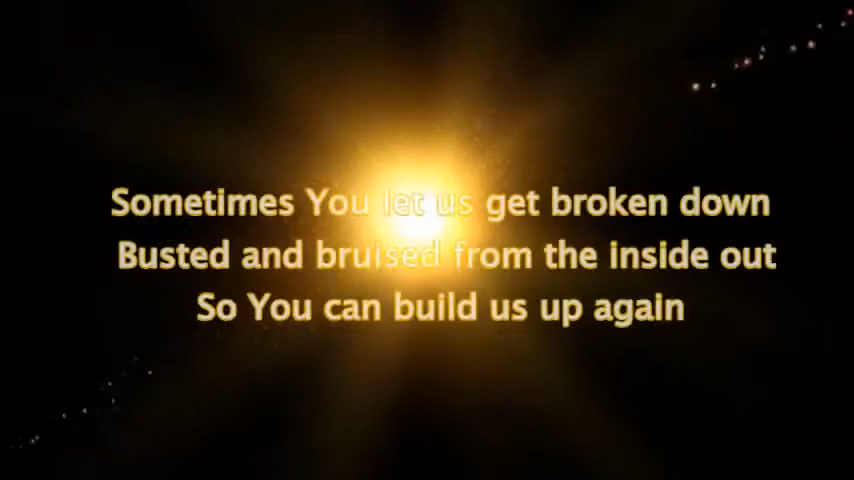 Sometimes You let us get broken down
Busted and bruised from the inside out
So You can build us up again